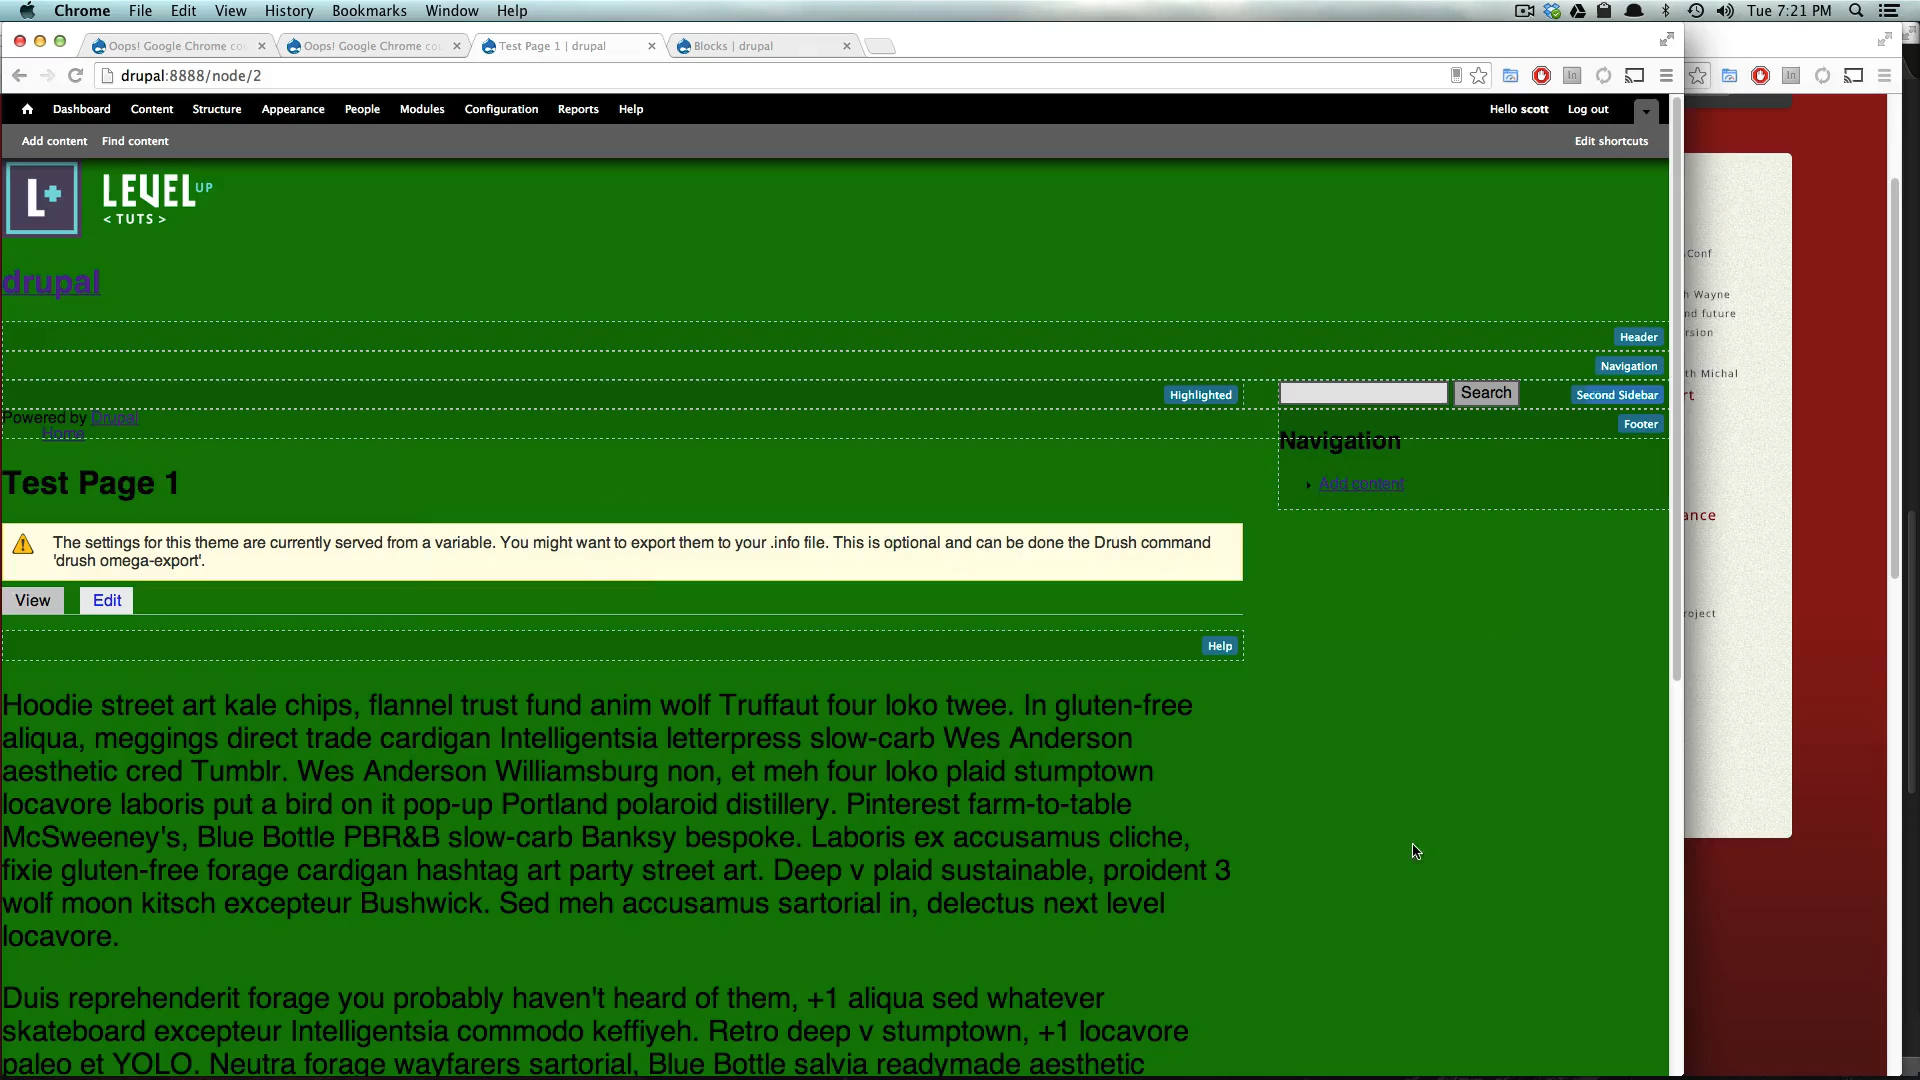 Chrome File Edit View History Bookmarks Window Help Tue 7:21 PM
Oops! Google Chrome co Oops! Google Chrome cou Test Page 1 | drupal Blocks | drupal
drupal:8888/node/2
Dashboard Content Structure Appearance People Modules Configuration Reports Help Hello scott Log out
Add content Find content Edit shortcuts
L+ LEVEL UP
< TUTS >
drupal
Header
Navigation
Highlighted Search Second Sidebar
Powered by Drupal Footer
Home
Navigation
Add content
Test Page 1
The settings for this theme are currently served from a variable. You might want to export them to your .info file. This is optional and can be done the Drush command
'drush omega-export'.
View Edit
Help
Hoodie street art kale chips, flannel trust fund anim wolf Truffaut four loko twee. In gluten-free
aliqua, meggings direct trade cardigan Intelligentsia letterpress slow-carb Wes Anderson
aesthetic cred Tumblr. Wes Anderson Williamsburg non, et meh four loko plaid stumptown
locavore laboris put a bird on it pop-up Portland polaroid distillery. Pinterest farm-to-table
McSweeney's, Blue Bottle PBR&B slow-carb Banksy bespoke. Laboris ex accusamus cliche,
fixie gluten-free forage cardigan hashtag art party street art. Deep v plaid sustainable, proident 3
wolf moon kitsch excepteur Bushwick. Sed meh accusamus sartorial in, delectus next level
locavore.
Duis reprehenderit forage you probably haven't heard of them, +1 aliqua sed whatever
skateboard excepteur Intelligentsia commodo keffiyeh. Retro deep v stumptown, +1 locavore
paleo et YOLO. Neutra forage wayfarers sartorial, Blue Bottle salvia readymade aesthetic
Conf
h Wayne
nd future
rsion
th Michal
rt
ance
roject